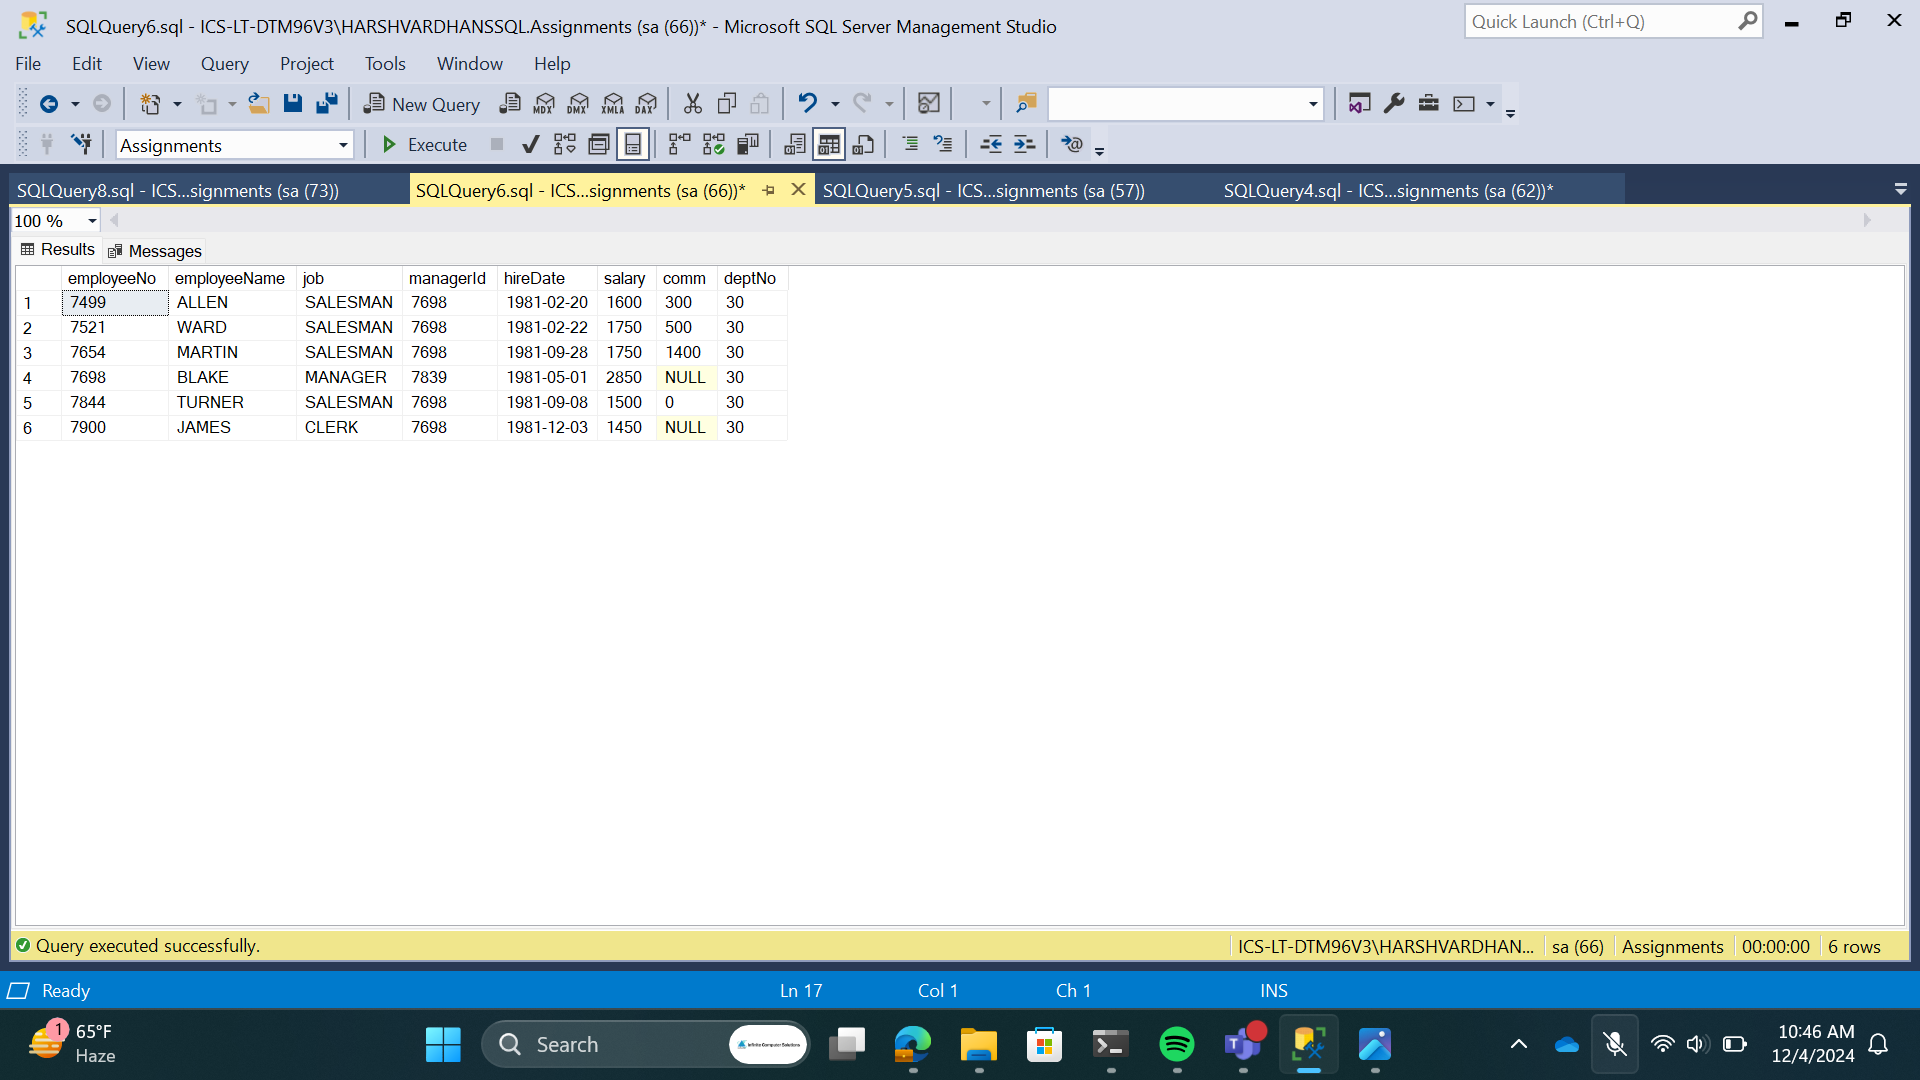 SQLQuery6.sql - ICS-LT-DTM96V3\HARSHVARDHANSSQL.Assignments (sa (66))* - Microsoft SQL Server Management Studio
Quick Launch (Ctrl+Q)
File Edit View Query Project Tools Window Help
New Query MDX DMX XMLA DAX
Assignments Execute
SQLQuery8.sql - ICS...signments (sa (73)) SQLQuery6.sql - ICS...signments (sa (66))* SQLQuery5.sql - ICS...signments (sa (57)) SQLQuery4.sql - ICS...signments (sa (62))*
100 %
Results Messages
employeeNo employeeName job managerId hireDate salary comm deptNo
1 7499 ALLEN SALESMAN 7698 1981-02-20 1600 300 30
2 7521 WARD SALESMAN 7698 1981-02-22 1750 500 30
3 7654 MARTIN SALESMAN 7698 1981-09-28 1750 1400 30
4 7698 BLAKE MANAGER 7839 1981-05-01 2850 NULL 30
5 7844 TURNER SALESMAN 7698 1981-09-08 1500 0 30
6 7900 JAMES CLERK 7698 1981-12-03 1450 NULL 30
Query executed successfully. ICS-LT-DTM96V3\HARSHVARDHAN... sa (66) Assignments 00:00:00 6 rows
Ready Ln 17 Col 1 Ch 1 INS
1 65°F
Haze
Search
Infinite Computer Solutions
10:46 AM
12/4/2024